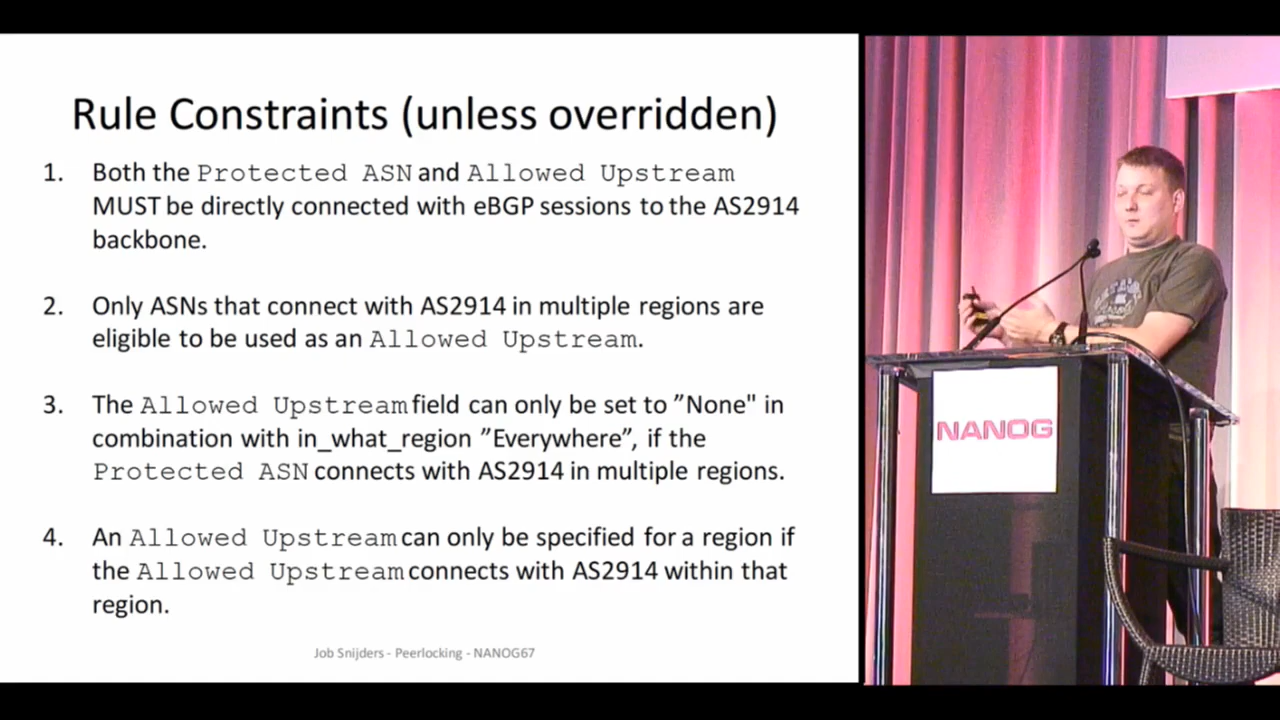 Rule Constraints (unless overridden)
1. Both the Protected ASN and Allowed Upstream
MUST be directly connected with eBGP sessions to the AS2914
backbone.
2. Only ASNs that connect with AS2914 in multiple regions are
eligible to be used as an Allowed Upstream.
3. The Allowed Upstream field can only be set to ”None" in
combination with in_what_region ”Everywhere”, if the
Protected ASN connects with AS2914 in multiple regions.
4. An Allowed Upstream can only be specified for a region if
the Allowed Upstream connects with AS2914 within that
region.
Job Snijders - Peerlocking - NANOG67
NANOG